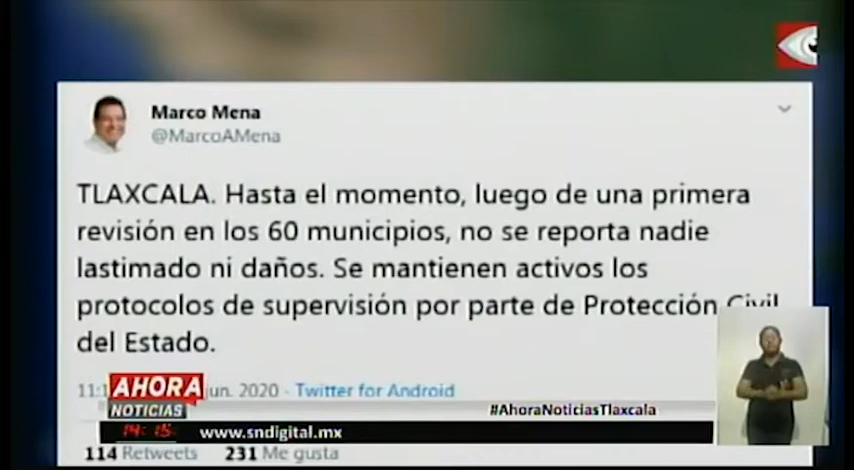 Marco Mena
@MarcoAMena
TLAXCALA. Hasta el momento, luego de una primera
revisión en los 60 municipios, no se reporta nadie
lastimado ni daños. Se mantienen activos los
protocolos de supervisión por parte de Protección Civil
del Estado.
jun. 2020 · Twitter for Android
AHORA
NOTICIAS
#AhoraNoticiasTlaxcala
14:15
www.sndigital.mx
114 Retweets 231 Me gusta